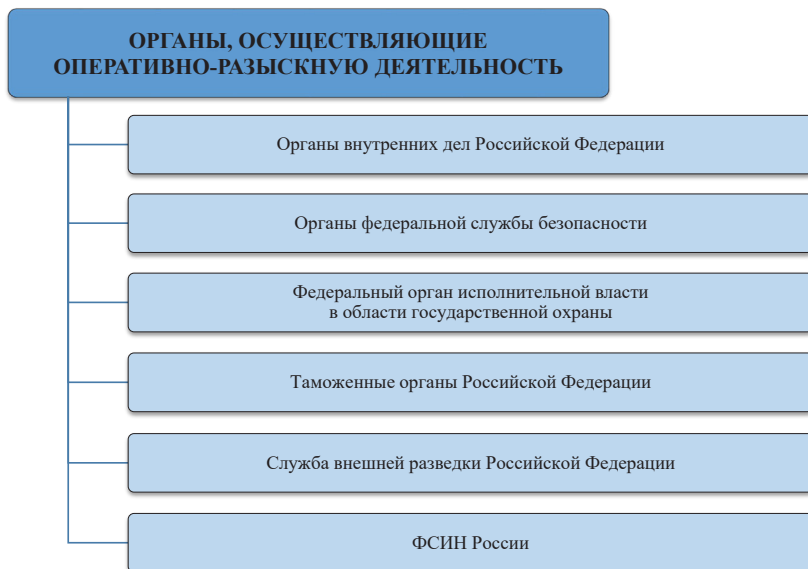 ОРГАНЫ, ОСУЩЕСТВЛЯЮЩИЕ
ОПЕРАТИВНО-РАЗЫСКНУЮ ДЕЯТЕЛЬНОСТЬ
Органы внутренних дел Российской Федерации
Органы федеральной службы безопасности
Федеральный орган исполнительной власти
в области государственной охраны
Таможенные органы Российской Федерации
Служба внешней разведки Российской Федерации
ФСИН России